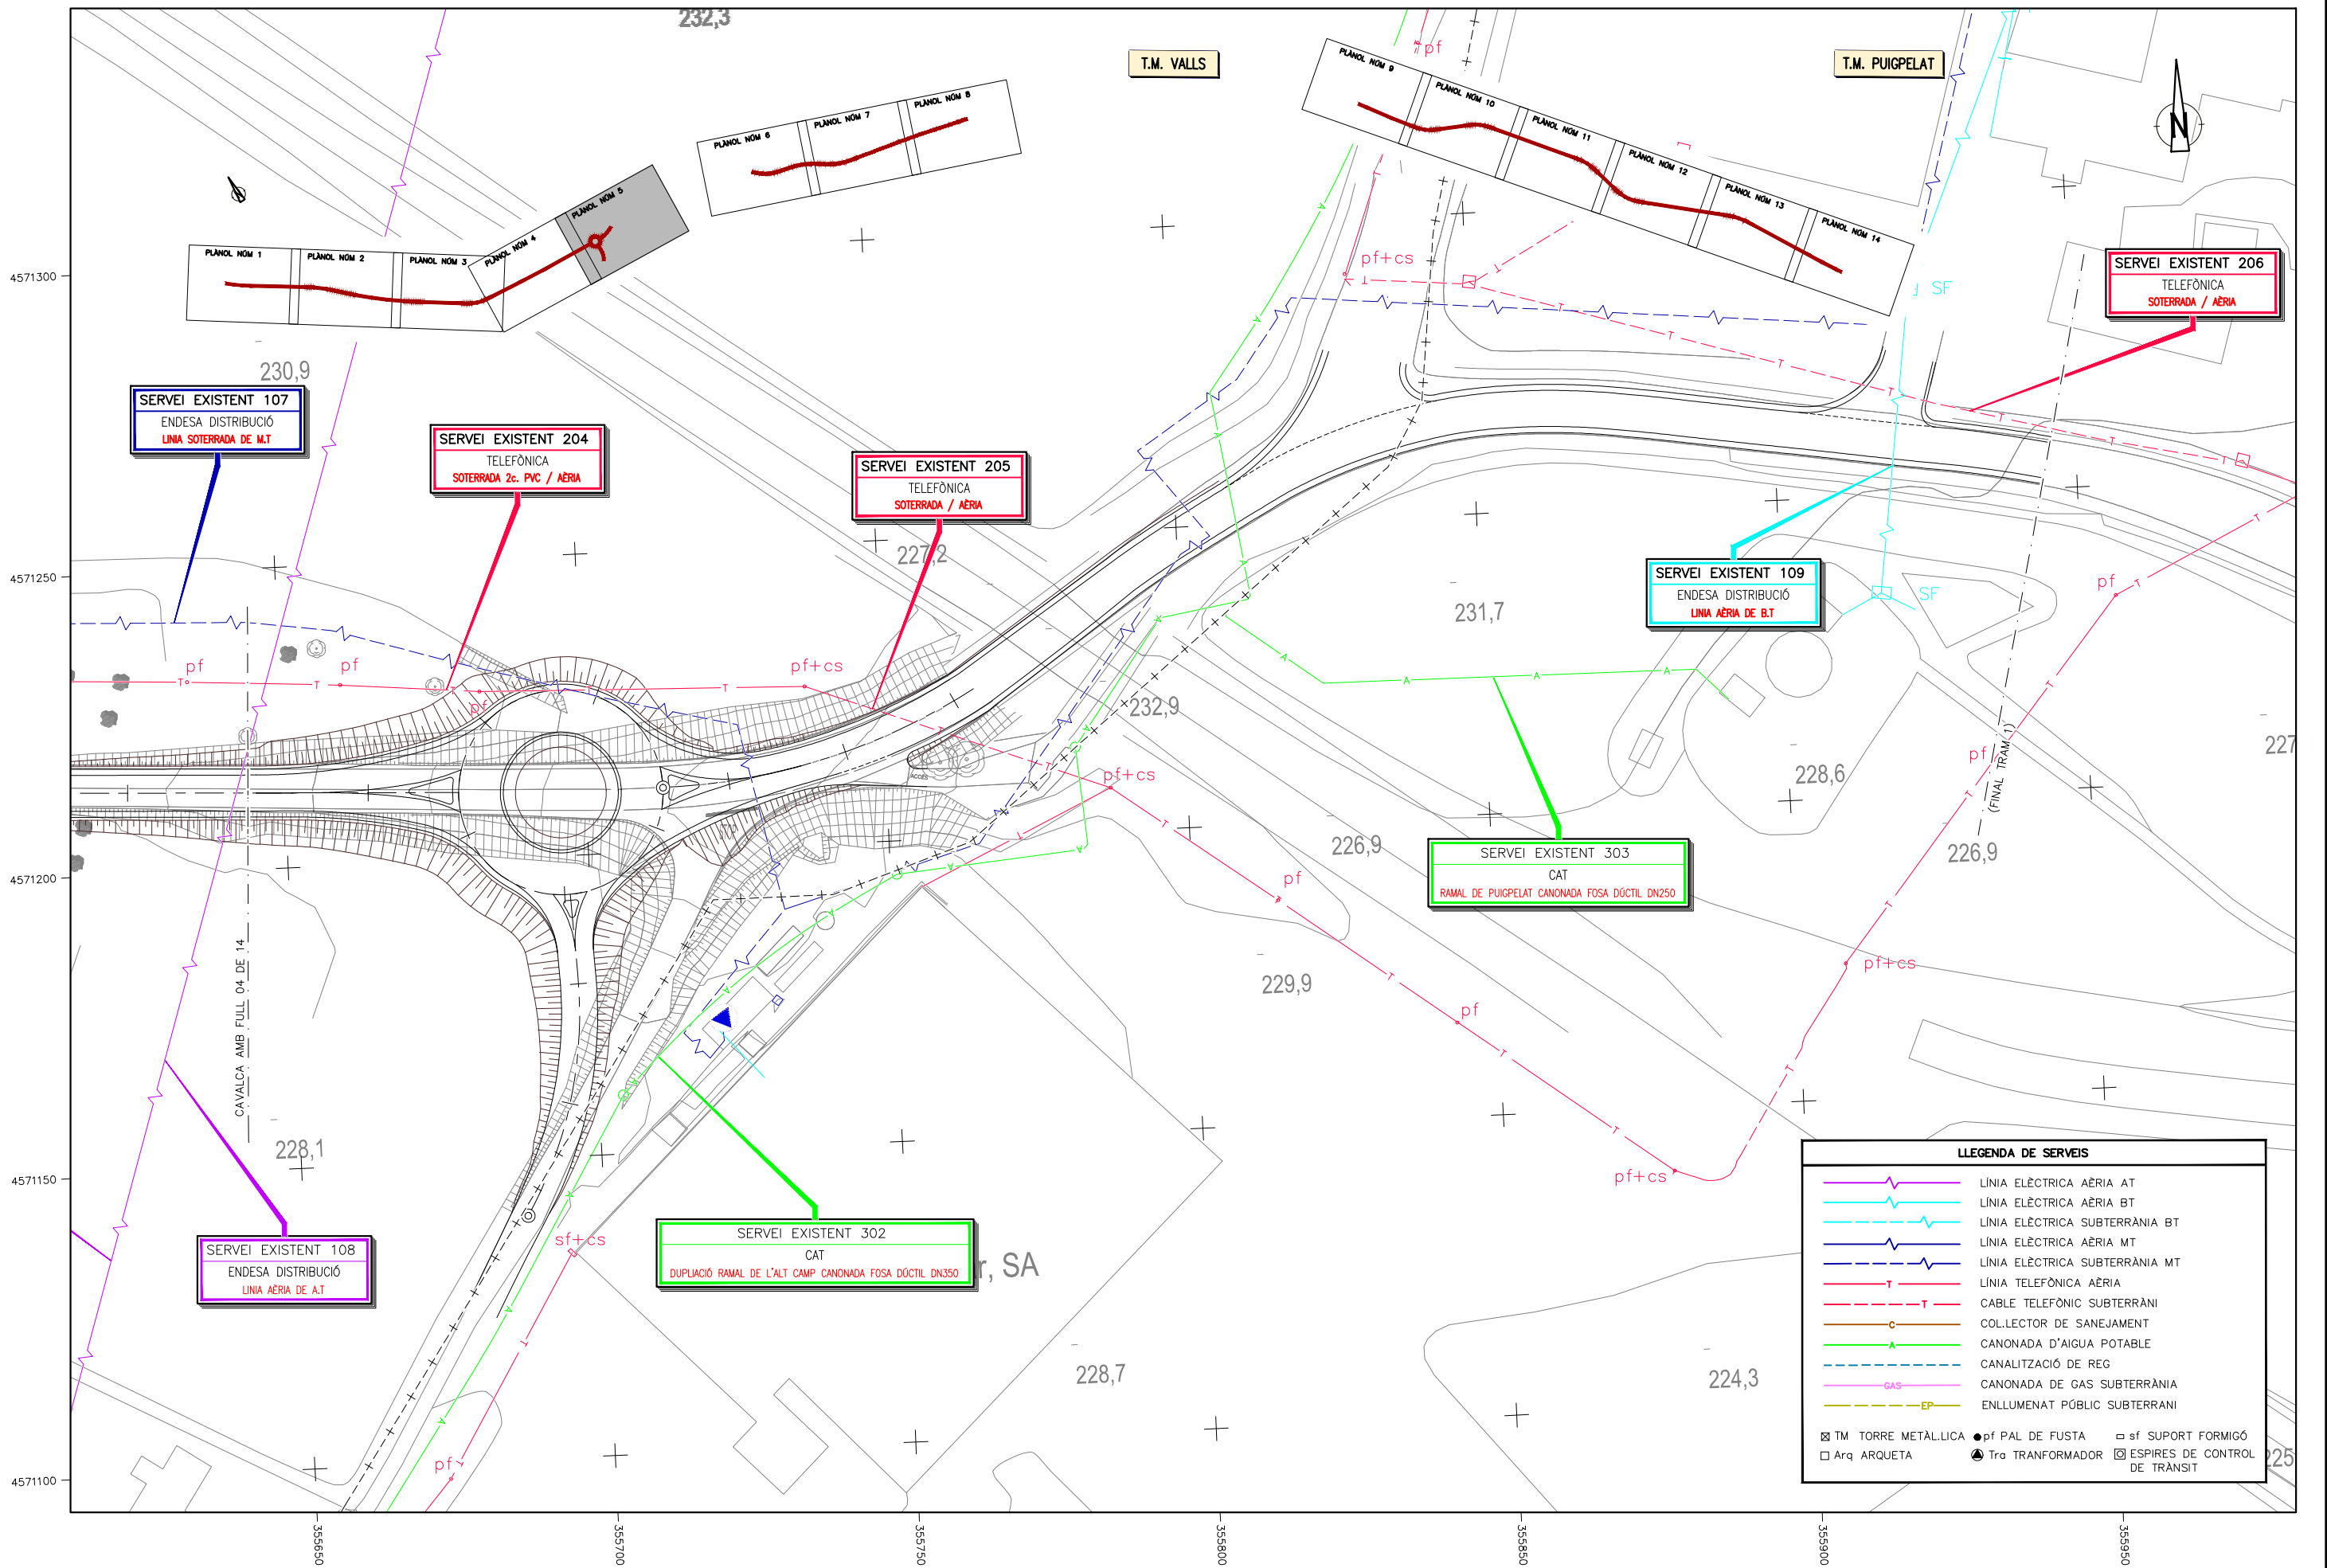 232,3
T.M. VALLS
T.M. PUIGPELAT
PLÀNOL NÚM 1
PLÀNOL NÚM 2
PLÀNOL NÚM 3
PLÀNOL NÚM 4
PLÀNOL NÚM 5
PLÀNOL NÚM 6
PLÀNOL NÚM 7
PLÀNOL NÚM 8
PLÀNOL NÚM 9
PLÀNOL NÚM 10
PLÀNOL NÚM 11
PLÀNOL NÚM 12
PLÀNOL NÚM 13
PLÀNOL NÚM 14
N
pf
pf+cs
SF
4571300
4571250
4571200
4571150
4571100
230,9
SERVEI EXISTENT 107
ENDESA DISTRIBUCIÓ
LINIA SOTERRADA DE M.T
SERVEI EXISTENT 204
TELEFÒNICA
SOTERRADA 2c. PVC / AÈRIA
SERVEI EXISTENT 205
TELEFÒNICA
SOTERRADA / AÈRIA
SERVEI EXISTENT 206
TELEFÒNICA
SOTERRADA / AÈRIA
227,2
231,7
SERVEI EXISTENT 109
ENDESA DISTRIBUCIÓ
LINIA AÈRIA DE B.T
SF
pf
pf
pf
pf
pf+cs
232,9
pf
(FINAL TRAM 1)
227
228,6
pf+cs
ACCÉS
226,9
226,9
SERVEI EXISTENT 303
CAT
RAMAL DE PUIGPELAT CANONADA FOSA DÚCTIL DN250
pf
pf+cs
229,9
pf
CAVALCA AMB FULL 04 DE 14
228,1
pf+cs
SERVEI EXISTENT 108
ENDESA DISTRIBUCIÓ
LINIA AÈRIA DE A.T
sf+cs
SERVEI EXISTENT 302
CAT
DUPLIACIÓ RAMAL DE L'ALT CAMP CANONADA FOSA DÚCTIL DN350
r, SA
228,7
224,3
pf
225
LLEGENDA DE SERVEIS
LÍNIA ELÈCTRICA AÈRIA AT
LÍNIA ELÈCTRICA AÈRIA BT
LÍNIA ELÈCTRICA SUBTERRÀNIA BT
LÍNIA ELÈCTRICA AÈRIA MT
LÍNIA ELÈCTRICA SUBTERRÀNIA MT
T LÍNIA TELEFÒNICA AÈRIA
T CABLE TELEFÒNIC SUBTERRÀNI
C COL.LECTOR DE SANEJAMENT
A CANONADA D'AIGUA POTABLE
CANALITZACIÓ DE REG
GAS CANONADA DE GAS SUBTERRÀNIA
EP ENLLUMENAT PÚBLIC SUBTERRANI
TM TORRE METÀL.LICA pf PAL DE FUSTA sf SUPORT FORMIGÓ
Arq ARQUETA Tra TRANFORMADOR ESPIRES DE CONTROL
DE TRÀNSIT
355650
355700
355750
355800
355850
355900
355950